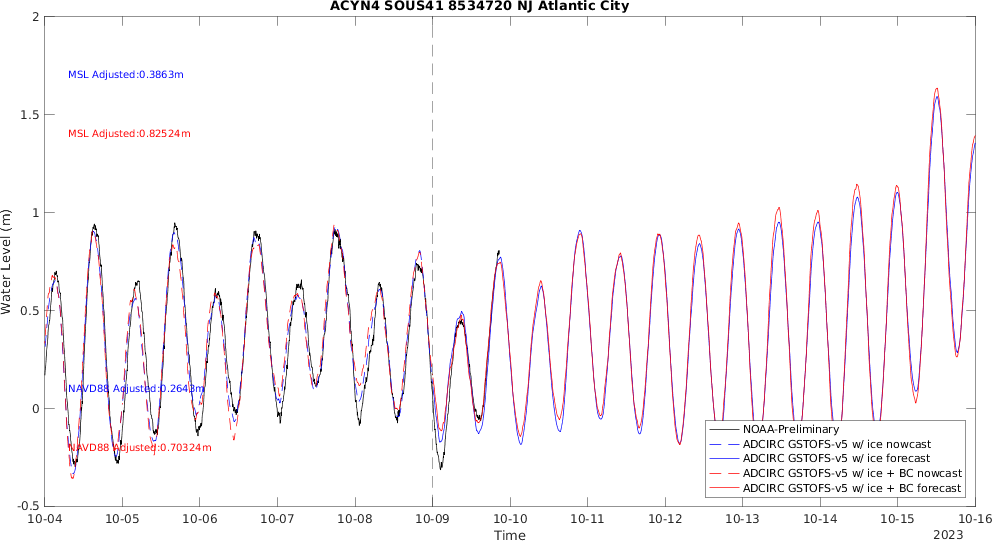 ACYN4 SOUS41 8534720 NJ Atlantic City
2
MSL Adjusted:0.3863m
1.5
MSL Adjusted:0.82524m
1
Water Level (m)
0.5
NAVD88 Adjusted:0.2643m
0
NAVD88 Adjusted:0.70324m
NOAA-Preliminary
ADCIRC GSTOFS-v5 w/ ice nowcast
ADCIRC GSTOFS-v5 w/ ice forecast
ADCIRC GSTOFS-v5 w/ ice + BC nowcast
ADCIRC GSTOFS-v5 w/ ice + BC forecast
-0.5
10-04 10-05 10-06 10-07 10-08 10-09 10-10 10-11 10-12 10-13 10-14 10-15 10-16
Time
2023